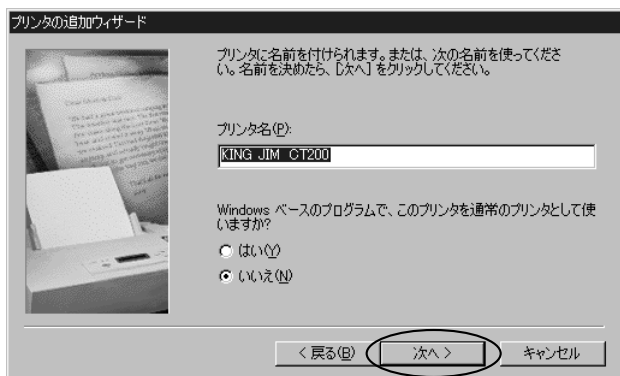 プリンタの追加ウィザード
プリンタに名前を付けられます。または、次の名前を使ってくださ
い。名前を決めたら、[次へ] をクリックしてください。
プリンタ名(P):
KING JIM CT200
Windows ベースのプログラムで、このプリンタを通常のプリンタとして使
いますか?
はい(Y)
いいえ(N)
< 戻る(B)
次へ >
キャンセル